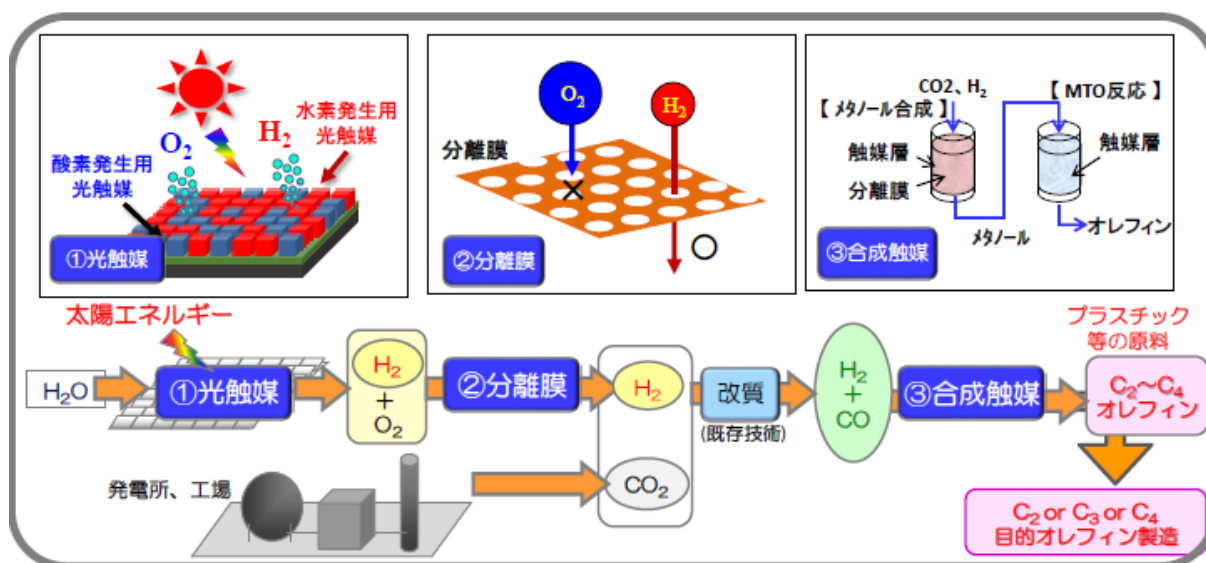 水素発生用
光触媒
O₂
H₂
酸素発生用
光触媒
①光触媒
O₂
H₂
分離膜
×
○
②分離膜
CO2、H₂
【 メタノール合成 】
【 MTO反応 】
触媒層
分離膜
触媒層
メタノール
オレフィン
③合成触媒
太陽エネルギー
H₂O
①光触媒
H₂
+
O₂
②分離膜
H₂
改質
(既存技術)
H₂
+
CO
③合成触媒
プラスチック
等の原料
C₂~C₄
オレフィン
発電所、工場
CO₂
C₂ or C₃ or C₄
目的オレフィン製造